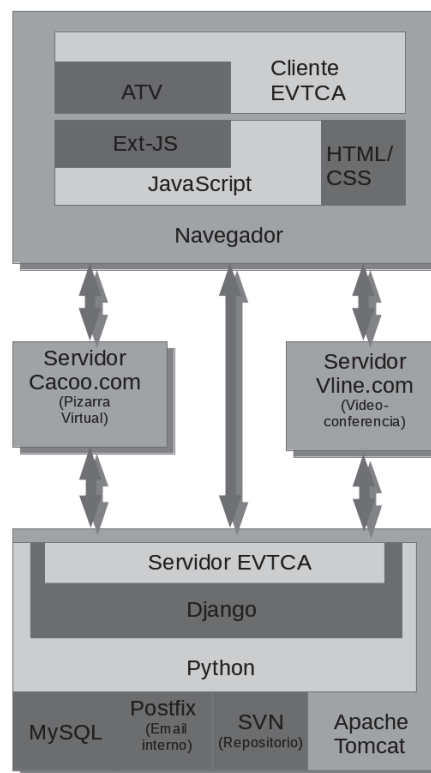 Cliente
EVTCA
ATV
Ext-JS
HTML/
CSS
JavaScript
Navegador
Servidor
Cacoo.com
(Pizarra
Virtual)
Servidor
Vline.com
(Video-
conferencia)
Servidor EVTCA
Django
Python
MySQL
Postfix
(Email
interno)
SVN
(Repositorio)
Apache
Tomcat